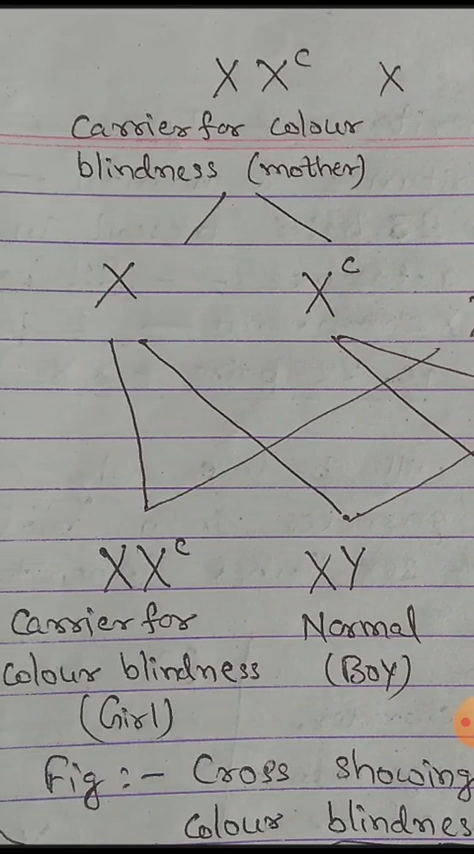 X X^c X
Carrier for colour
blindness (mother)
X X^c
XX^c XY
Carrier for Normal
colour blindness (Boy)
(Girl)
Fig :- Cross showing
colour blindnes